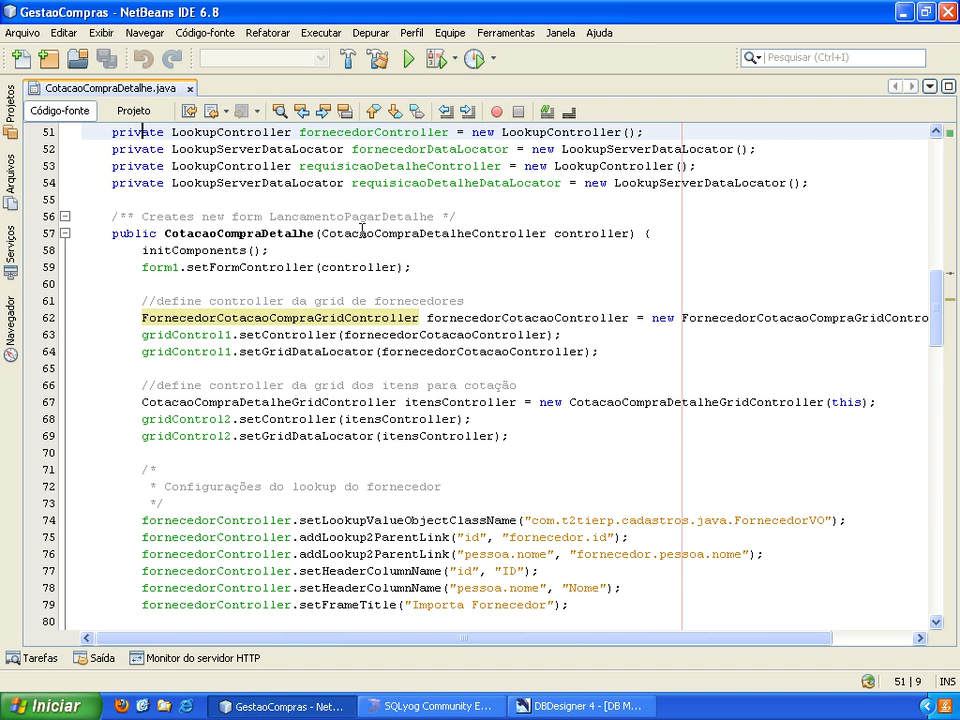 GestaoCompras - NetBeans IDE 6.8
Arquivo Editar Exibir Navegar Código-fonte Refatorar Executar Depurar Perfil Equipe Ferramentas Janela Ajuda
Pesquisar (Ctrl+I)
CotacaoCompraDetalhe.java
Código-fonte Projeto
Projetos
Arquivos
Serviços
Navegador
51 private LookupController fornecedorController = new LookupController();
52 private LookupServerDataLocator fornecedorDataLocator = new LookupServerDataLocator();
53 private LookupController requisicaoDetalheController = new LookupController();
54 private LookupServerDataLocator requisicaoDetalheDataLocator = new LookupServerDataLocator();
55
56 /** Creates new form LancamentoPagarDetalhe */
57 public CotacaoCompraDetalhe(CotacaoCompraDetalheController controller) {
58 initComponents();
59 form1.setFormController(controller);
60
61 //define controller da grid de fornecedores
62 FornecedorCotacaoCompraGridController fornecedorCotacaoController = new FornecedorCotacaoCompraGridContro
63 gridControl1.setController(fornecedorCotacaoController);
64 gridControl1.setGridDataLocator(fornecedorCotacaoController);
65
66 //define controller da grid dos itens para cotação
67 CotacaoCompraDetalheGridController itensController = new CotacaoCompraDetalheGridController(this);
68 gridControl2.setController(itensController);
69 gridControl2.setGridDataLocator(itensController);
70
71 /*
72 * Configurações do lookup do fornecedor
73 */
74 fornecedorController.setLookupValueObjectClassName("com.t2tierp.cadastros.java.FornecedorVO");
75 fornecedorController.addLookup2ParentLink("id", "fornecedor.id");
76 fornecedorController.addLookup2ParentLink("pessoa.nome", "fornecedor.pessoa.nome");
77 fornecedorController.setHeaderColumnName("id", "ID");
78 fornecedorController.setHeaderColumnName("pessoa.nome", "Nome");
79 fornecedorController.setFrameTitle("Importa Fornecedor");
80
Tarefas Saída Monitor do servidor HTTP
51 | 9 INS
Iniciar GestaoCompras - Net... SQLyog Community E... DBDesigner 4 - [DB M...